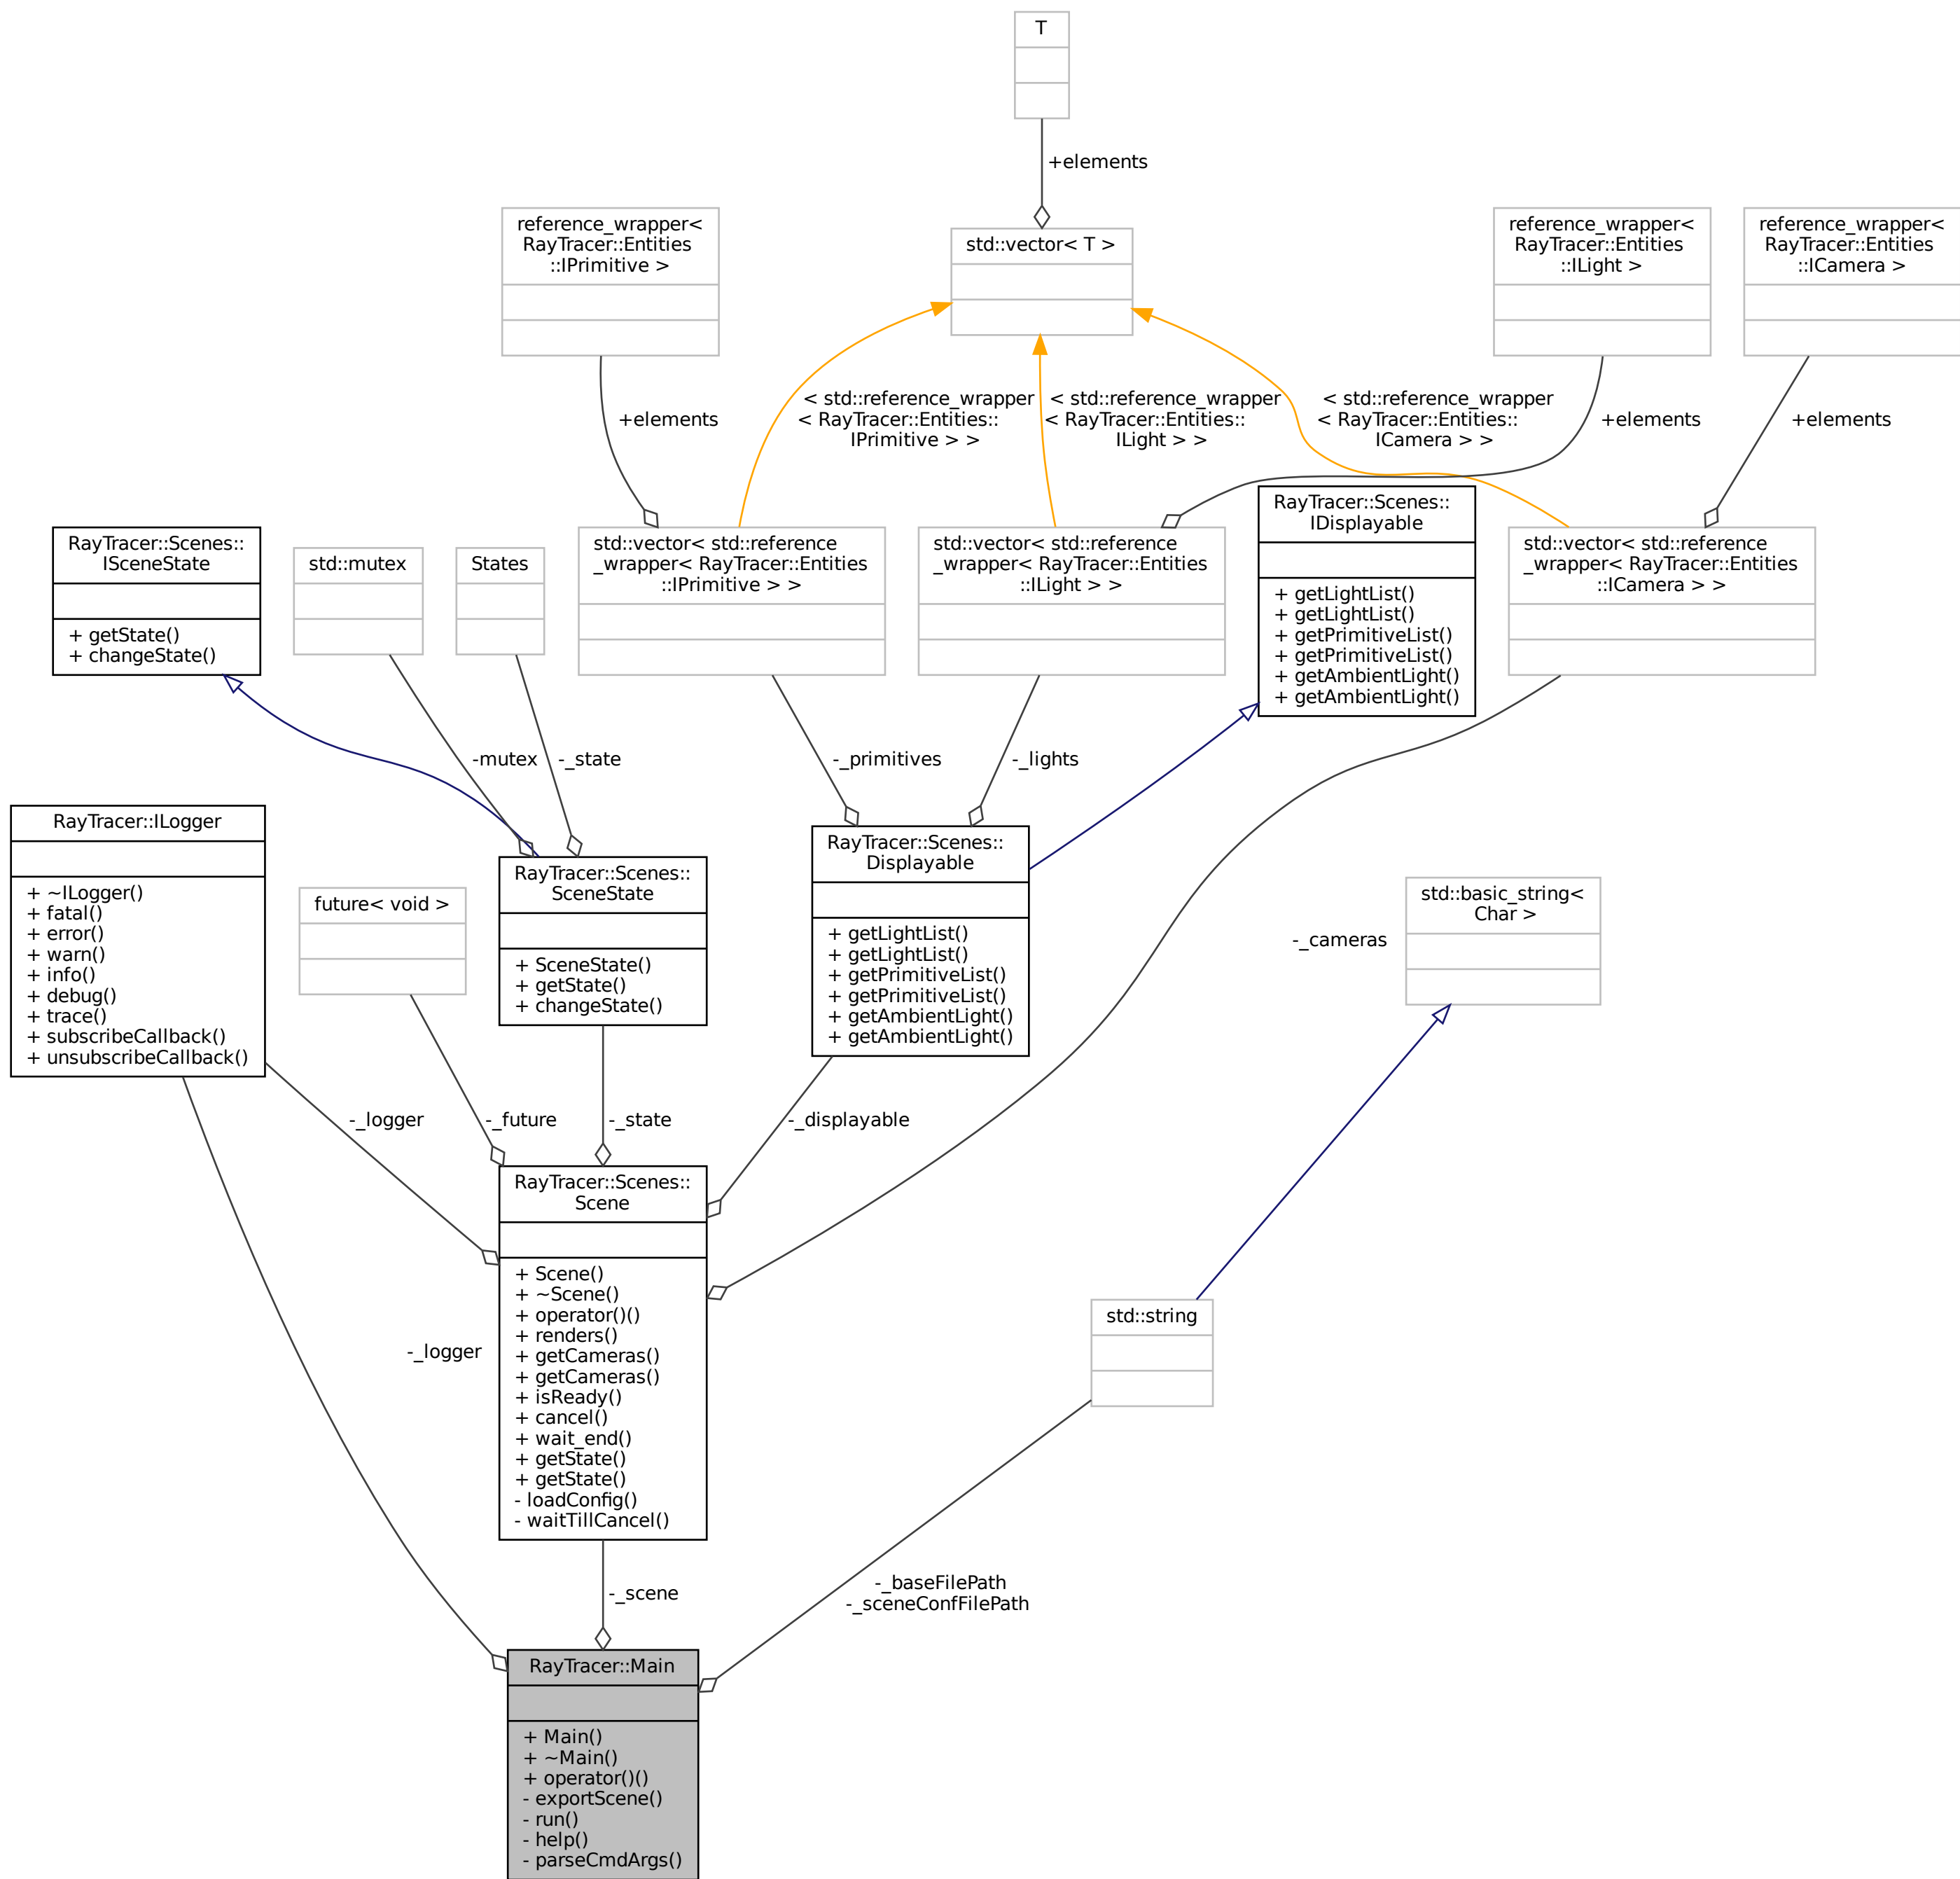 T
+elements
reference_wrapper<
RayTracer::Entities
::IPrimitive >
std::vector< T >
reference_wrapper<
RayTracer::Entities
::ILight >
reference_wrapper<
RayTracer::Entities
::ICamera >
+elements
< std::reference_wrapper
< RayTracer::Entities::
IPrimitive > >
< std::reference_wrapper
< RayTracer::Entities::
ILight > >
< std::reference_wrapper
< RayTracer::Entities::
ICamera > >
+elements
+elements
RayTracer::Scenes::
ISceneState
+ getState()
+ changeState()
std::mutex
States
std::vector< std::reference
_wrapper< RayTracer::Entities
::IPrimitive > >
std::vector< std::reference
_wrapper< RayTracer::Entities
::ILight > >
RayTracer::Scenes::
IDisplayable
+ getLightList()
+ getLightList()
+ getPrimitiveList()
+ getPrimitiveList()
+ getAmbientLight()
+ getAmbientLight()
std::vector< std::reference
_wrapper< RayTracer::Entities
::ICamera > >
-mutex
-_state
-_primitives
-_lights
RayTracer::ILogger
+ ~ILogger()
+ fatal()
+ error()
+ warn()
+ info()
+ debug()
+ trace()
+ subscribeCallback()
+ unsubscribeCallback()
future< void >
RayTracer::Scenes::
SceneState
+ SceneState()
+ getState()
+ changeState()
RayTracer::Scenes::
Displayable
+ getLightList()
+ getLightList()
+ getPrimitiveList()
+ getPrimitiveList()
+ getAmbientLight()
+ getAmbientLight()
-_cameras
std::basic_string<
Char >
-_logger
-_future
-_state
-_displayable
RayTracer::Scenes::
Scene
+ Scene()
+ ~Scene()
+ operator()()
+ renders()
+ getCameras()
+ getCameras()
+ isReady()
+ cancel()
+ wait_end()
+ getState()
+ getState()
- loadConfig()
- waitTillCancel()
-_logger
std::string
-_scene
-_baseFilePath
-_sceneConfFilePath
RayTracer::Main
+ Main()
+ ~Main()
+ operator()()
- exportScene()
- run()
- help()
- parseCmdArgs()